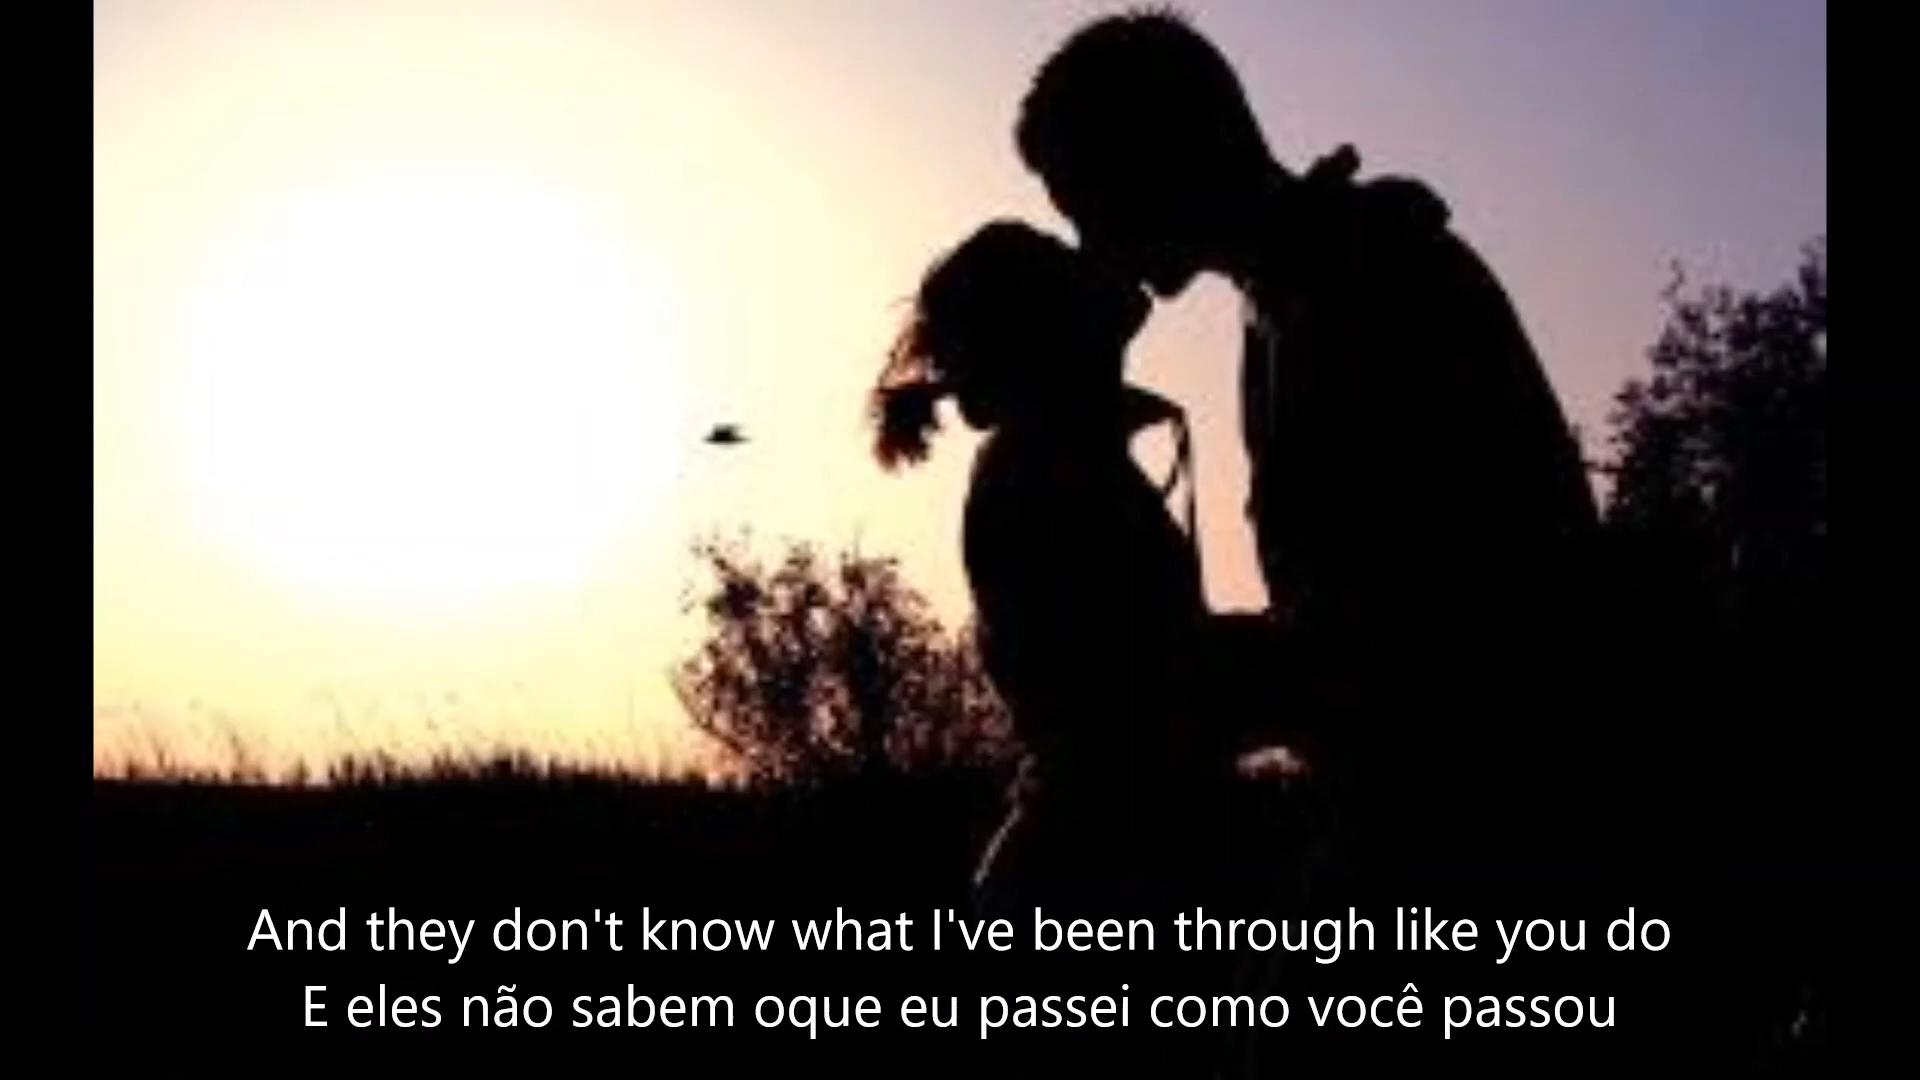 And they don't know what I've been through like you do
E eles não sabem oque eu passei como você passou